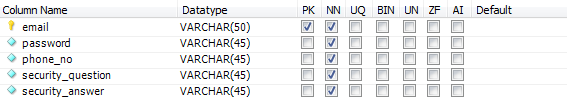 Column Name Datatype PK NN UQ BIN UN ZF AI Default
email VARCHAR(50)
password VARCHAR(45)
phone_no VARCHAR(45)
security_question VARCHAR(45)
security_answer VARCHAR(45)